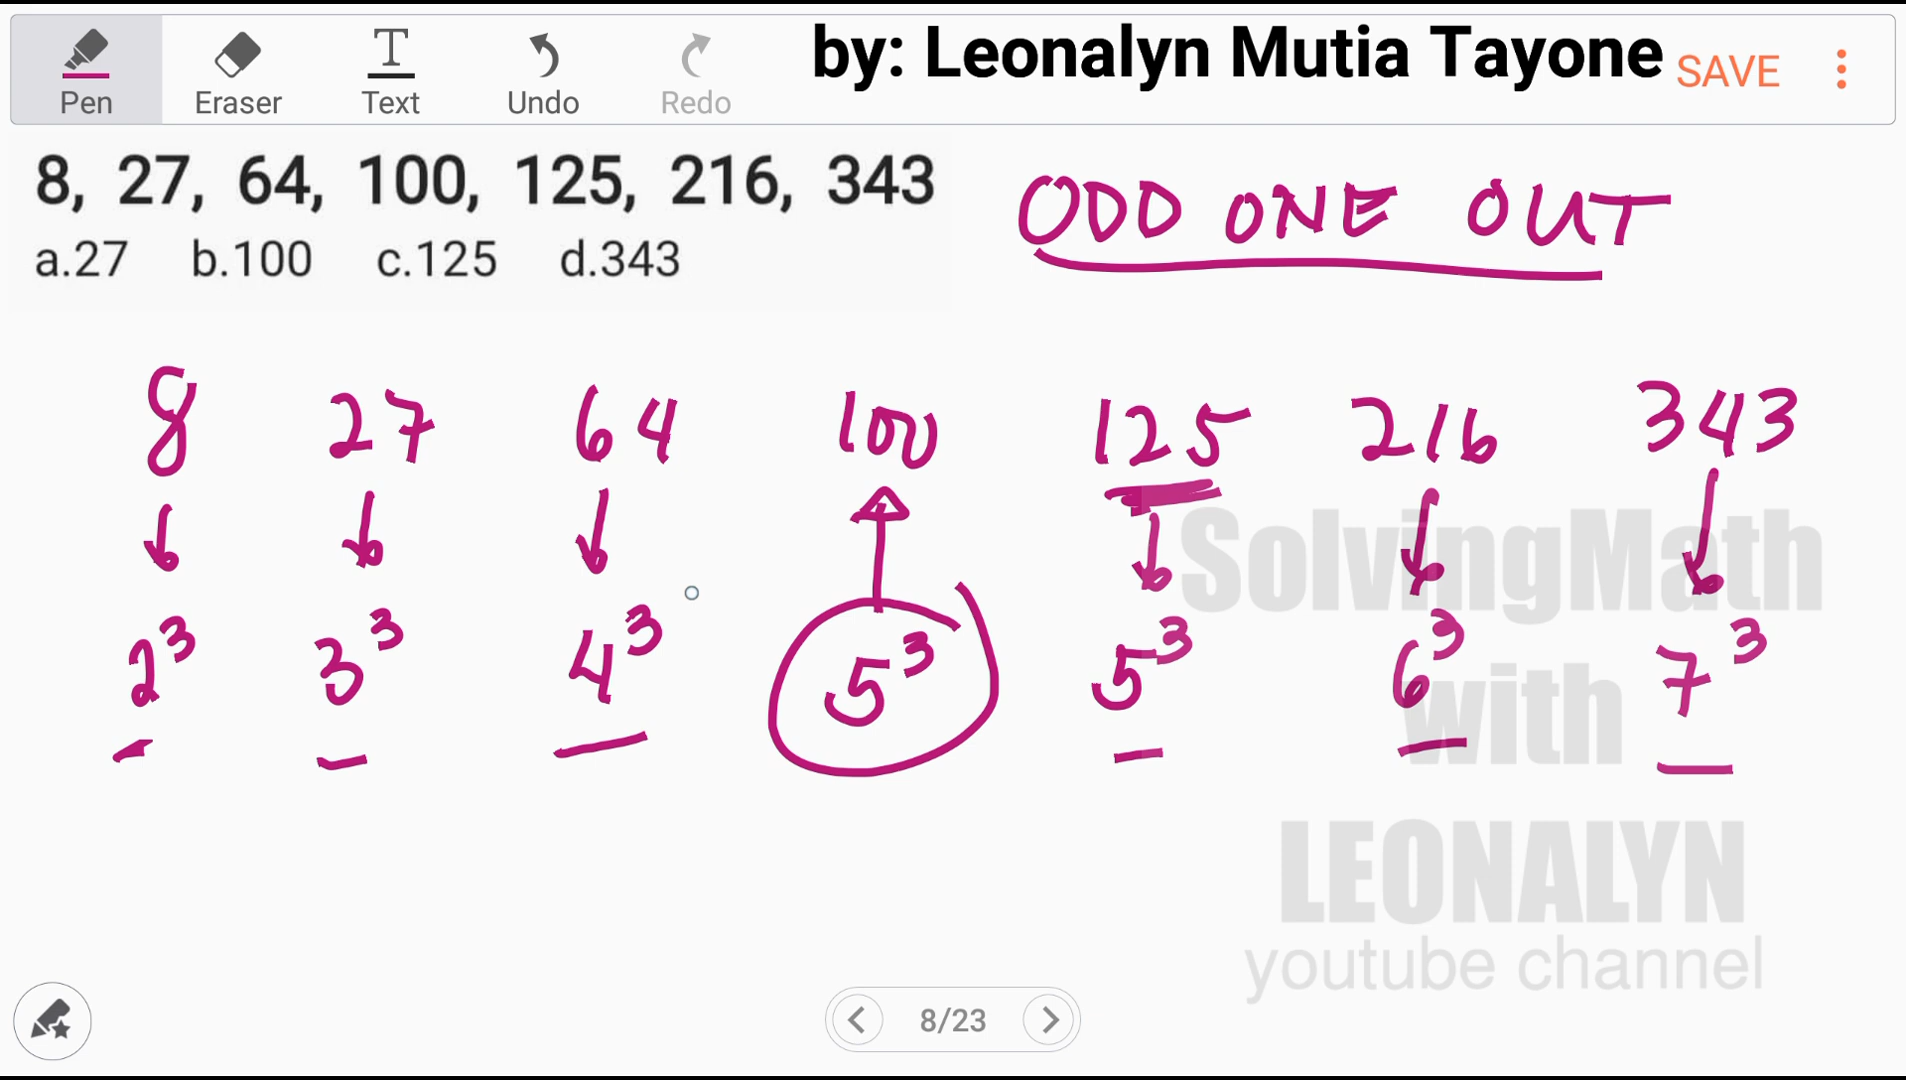 by: Leonalyn Mutia Tayone
Pen Eraser Text Undo Redo SAVE
8, 27, 64, 100, 125, 216, 343
a.27 b.100 c.125 d.343
ODD ONE OUT
8 27 64 100 125 216 343
2³ 3³ 4³ 5³ 5³ 6³ 7³
SolvingMath
with
LEONALYN
youtube channel
8/23